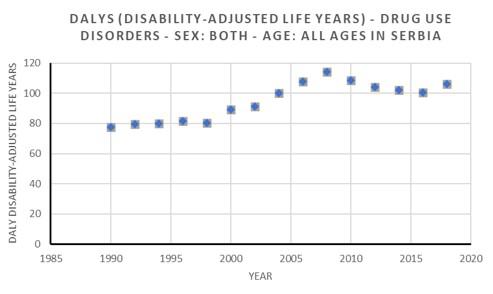 DALYS (DISABILITY-ADJUSTED LIFE YEARS) - DRUG USE
DISORDERS - SEX: BOTH - AGE: ALL AGES IN SERBIA
DALY DISABILITY-ADJUSTED LIFE YEARS
120
100
80
60
40
20
0
1985 1990 1995 2000 2005 2010 2015 2020
YEAR